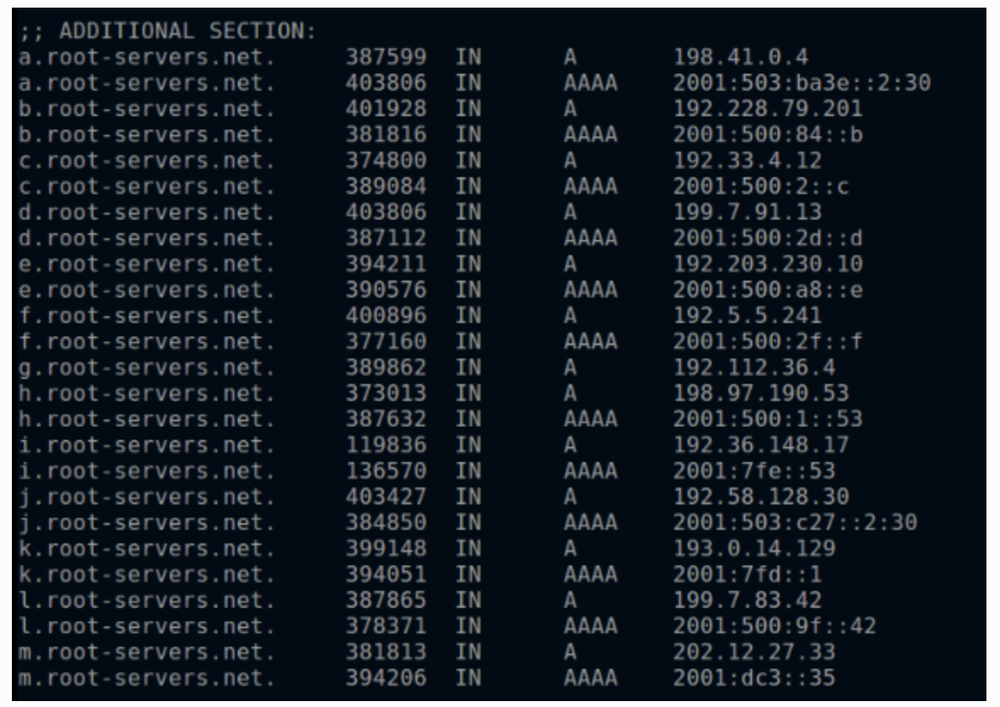 ;; ADDITIONAL SECTION:
a.root-servers.net. 387599 IN A 198.41.0.4
a.root-servers.net. 403806 IN AAAA 2001:503:ba3e::2:30
b.root-servers.net. 401928 IN A 192.228.79.201
b.root-servers.net. 381816 IN AAAA 2001:500:84::b
c.root-servers.net. 374800 IN A 192.33.4.12
c.root-servers.net. 389084 IN AAAA 2001:500:2::c
d.root-servers.net. 403806 IN A 199.7.91.13
d.root-servers.net. 387112 IN AAAA 2001:500:2d::d
e.root-servers.net. 394211 IN A 192.203.230.10
e.root-servers.net. 390576 IN AAAA 2001:500:a8::e
f.root-servers.net. 400896 IN A 192.5.5.241
f.root-servers.net. 377160 IN AAAA 2001:500:2f::f
g.root-servers.net. 389862 IN A 192.112.36.4
h.root-servers.net. 373013 IN A 198.97.190.53
h.root-servers.net. 387632 IN AAAA 2001:500:1::53
i.root-servers.net. 119836 IN A 192.36.148.17
i.root-servers.net. 136570 IN AAAA 2001:7fe::53
j.root-servers.net. 403427 IN A 192.58.128.30
j.root-servers.net. 384850 IN AAAA 2001:503:c27::2:30
k.root-servers.net. 399148 IN A 193.0.14.129
k.root-servers.net. 394051 IN AAAA 2001:7fd::1
l.root-servers.net. 387865 IN A 199.7.83.42
l.root-servers.net. 378371 IN AAAA 2001:500:9f::42
m.root-servers.net. 381813 IN A 202.12.27.33
m.root-servers.net. 394206 IN AAAA 2001:dc3::35